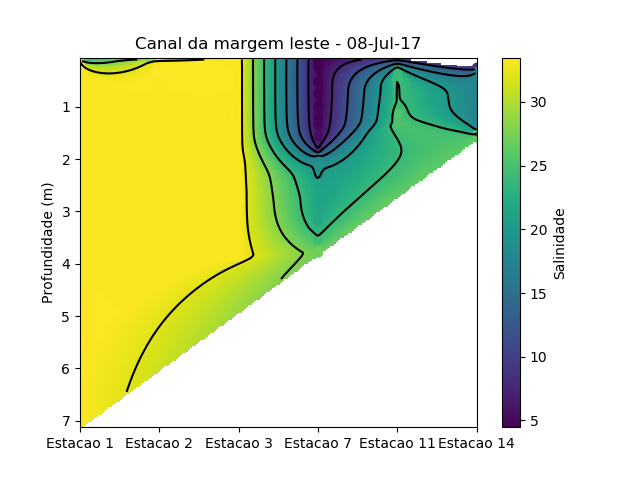 Canal da margem leste - 08-Jul-17
Profundidade (m)
1
2
3
4
5
6
7
Estacao 1
Estacao 2
Estacao 3
Estacao 7
Estacao 11
Estacao 14
30
25
20
15
10
5
Salinidade